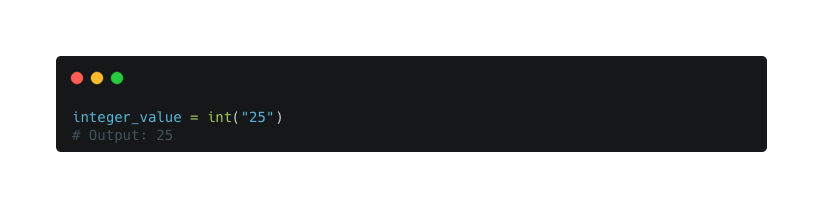 integer_value = int("25")
# Output: 25